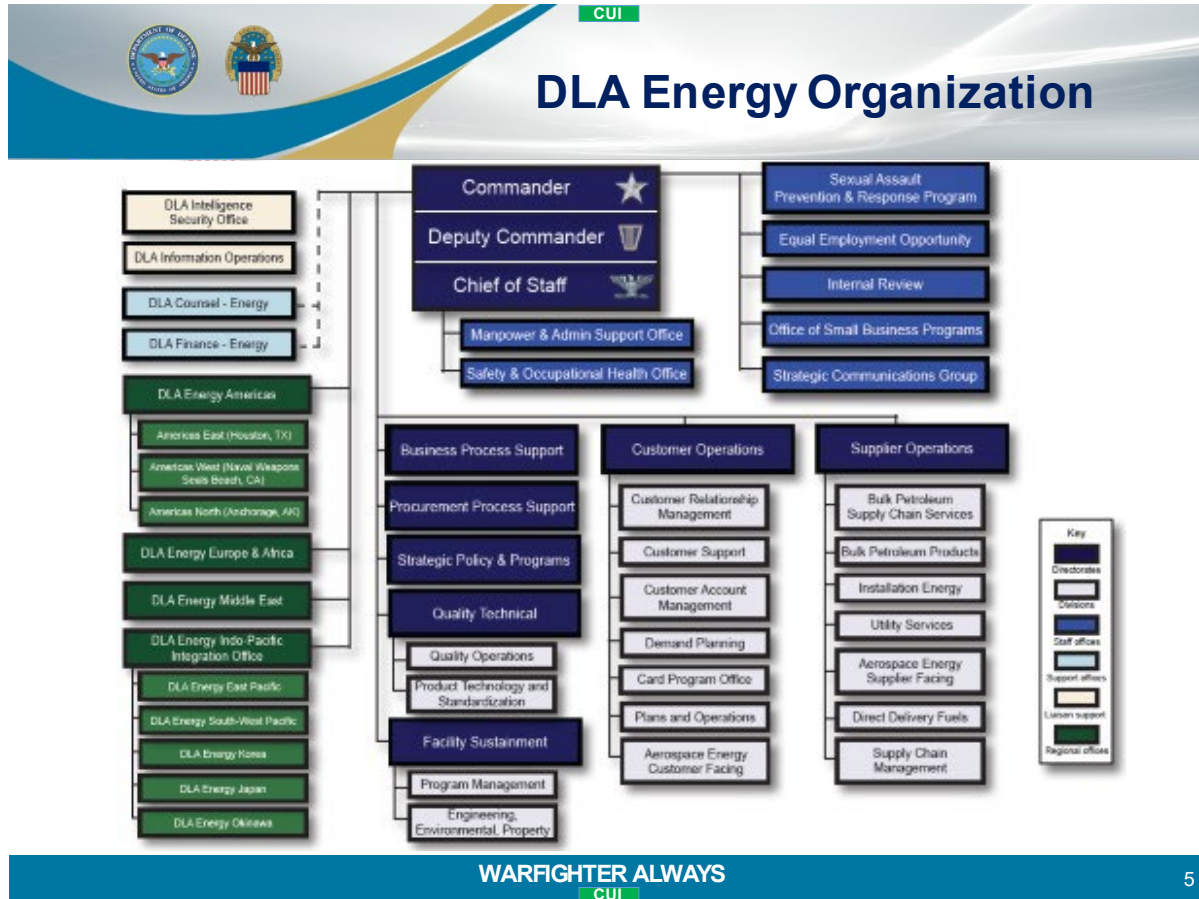 CUI
DLA Energy Organization
Commander
Deputy Commander
Chief of Staff
Manpower & Admin Support Office
Safety & Occupational Health Office
Sexual Assault
Prevention & Response Program
Equal Employment Opportunity
Internal Review
Office of Small Business Programs
Strategic Communications Group
DLA Intelligence
Security Office
DLA Information Operations
DLA Counsel - Energy
DLA Finance - Energy
DLA Energy Americas
Americas East (Houston, TX)
Americas West (Naval Weapons
Seals Beach, CA)
Americas North (Anchorage, AK)
DLA Energy Europe & Africa
DLA Energy Middle East
DLA Energy Indo-Pacific
Integration Office
DLA Energy East Pacific
DLA Energy South-West Pacific
DLA Energy Korea
DLA Energy Japan
DLA Energy Okinawa
Business Process Support
Procurement Process Support
Strategic Policy & Programs
Quality Technical
Quality Operations
Product Technology and
Standardization
Facility Sustainment
Program Management
Engineering,
Environmental, Property
Customer Operations
Customer Relationship
Management
Customer Support
Customer Account
Management
Demand Planning
Card Program Office
Plans and Operations
Aerospace Energy
Customer Facing
Supplier Operations
Bulk Petroleum
Supply Chain Services
Bulk Petroleum Products
Installation Energy
Utility Services
Aerospace Energy
Supplier Facing
Direct Delivery Fuels
Supply Chain
Management
Key
Directorates
Divisions
Staff offices
Support offices
Liaison support
Regional offices
WARFIGHTER ALWAYS
5
CUI